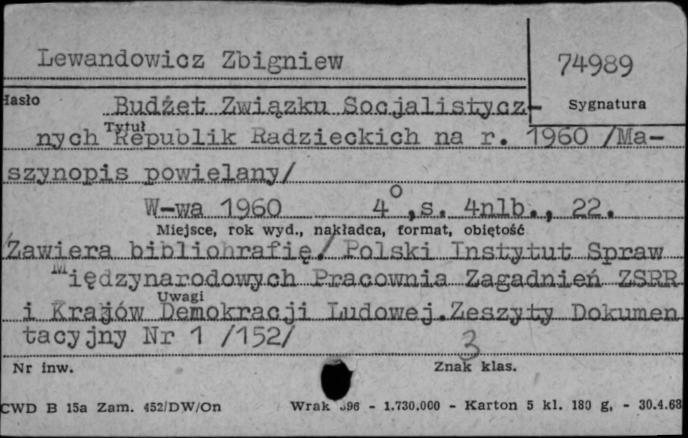 Lewandowicz Zbigniew
74989
Hasło
Budżet Związku Socjalistycz-
Sygnatura
Tytuł
nych Republik Radzieckich na r. 1960 /Ma-
szynopis powielany/
W-wa 1960 4°,s. 4nlb., 22.
Miejsce, rok wyd., nakładca, format, objętość
/Zawiera bibliohrafię/ Polski Instytut Spraw
Międzynarodowych Pracownia Zagadnień ZSRR
Uwagi
i Krajów Demokracji Ludowej.Zeszyty Dokumen
tacyjny Nr 1 /152/
3
Nr inw.
Znak klas.
CWD B 15a Zam. 452/DW/On
Wrak 596 - 1.730.000 - Karton 5 kl. 180 g, - 30.4.63